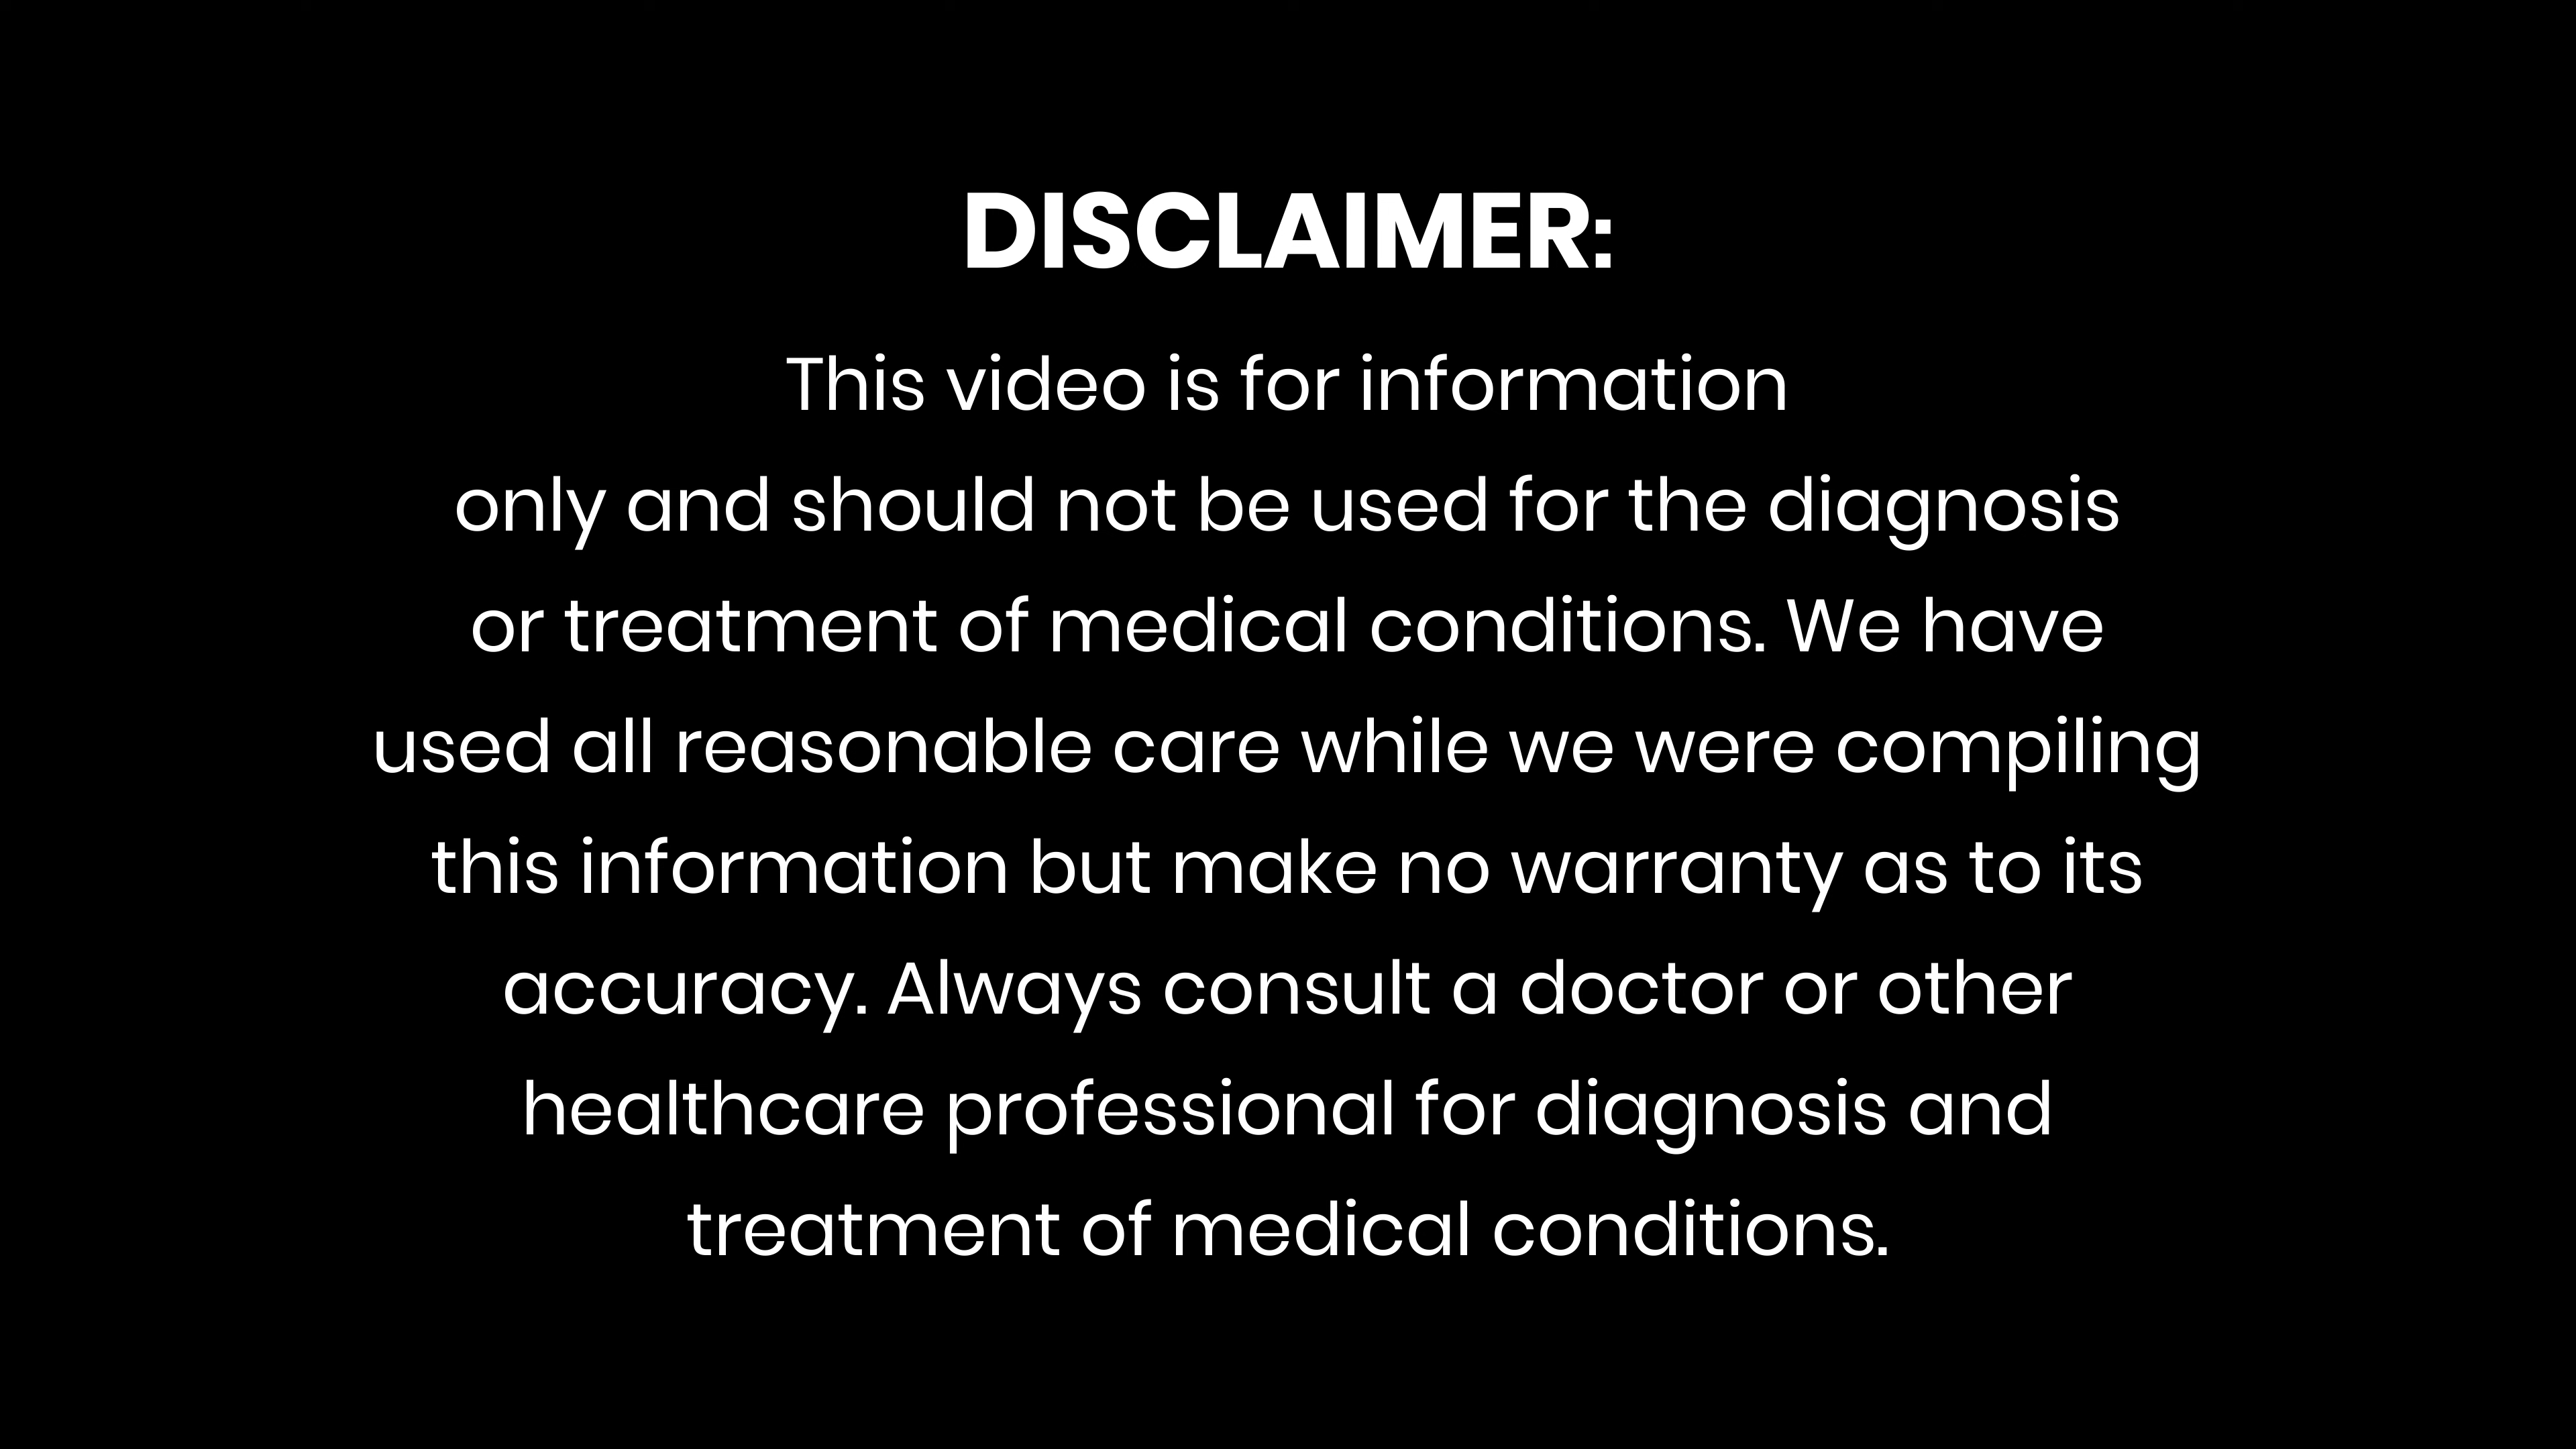 DISCLAIMER:
This video is for information
only and should not be used for the diagnosis
or treatment of medical conditions. We have
used all reasonable care while we were compiling
this information but make no warranty as to its
accuracy. Always consult a doctor or other
healthcare professional for diagnosis and
treatment of medical conditions.